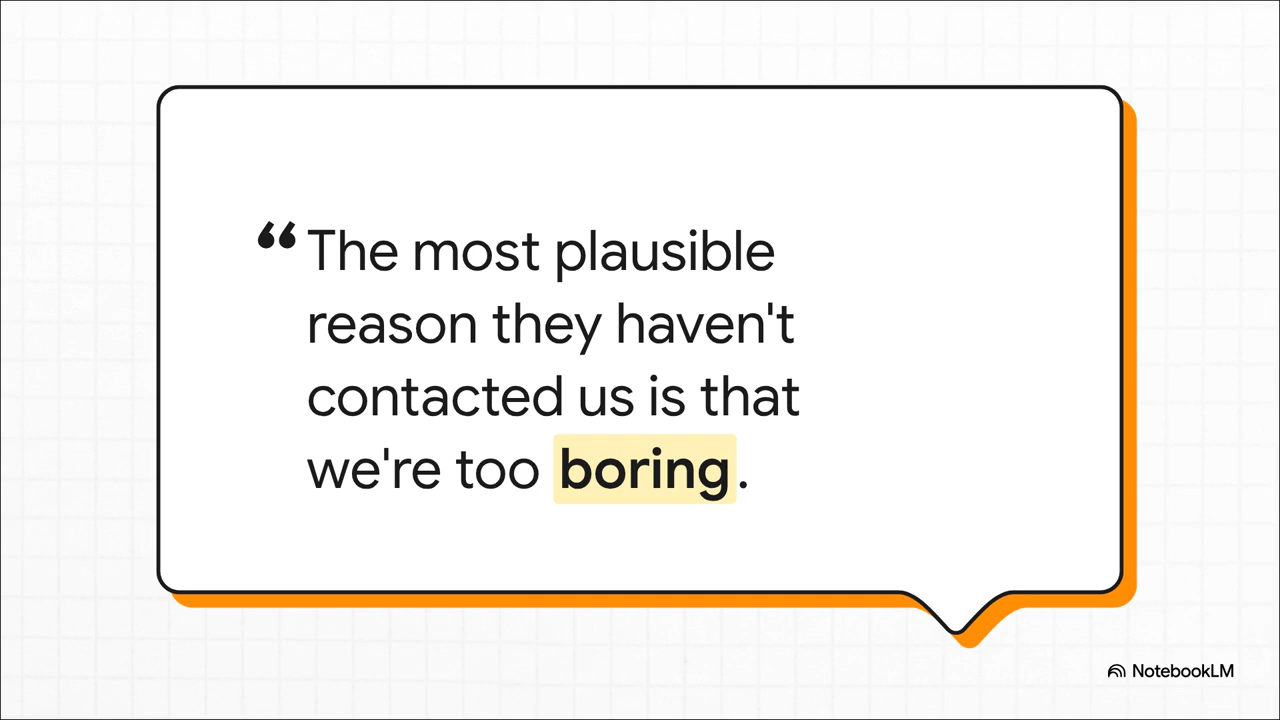 “The most plausible
reason they haven't
contacted us is that
we're too boring.
NotebookLM